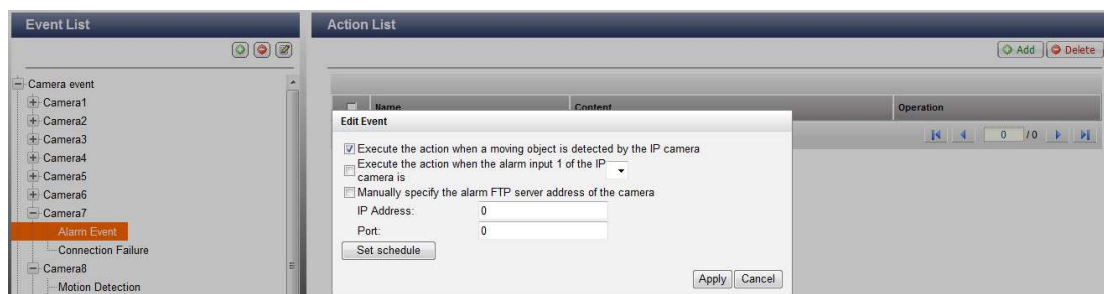 Event List
Action List
Add
Delete
Camera event
Camera1
Camera2
Camera3
Camera4
Camera5
Camera6
Camera7
Alarm Event
Connection Failure
Camera8
Motion Detection
Name
Content
Operation
0 / 0
Edit Event
Execute the action when a moving object is detected by the IP camera
Execute the action when the alarm input 1 of the IP
camera is
Manually specify the alarm FTP server address of the camera
IP Address: 0
Port: 0
Set schedule
Apply
Cancel